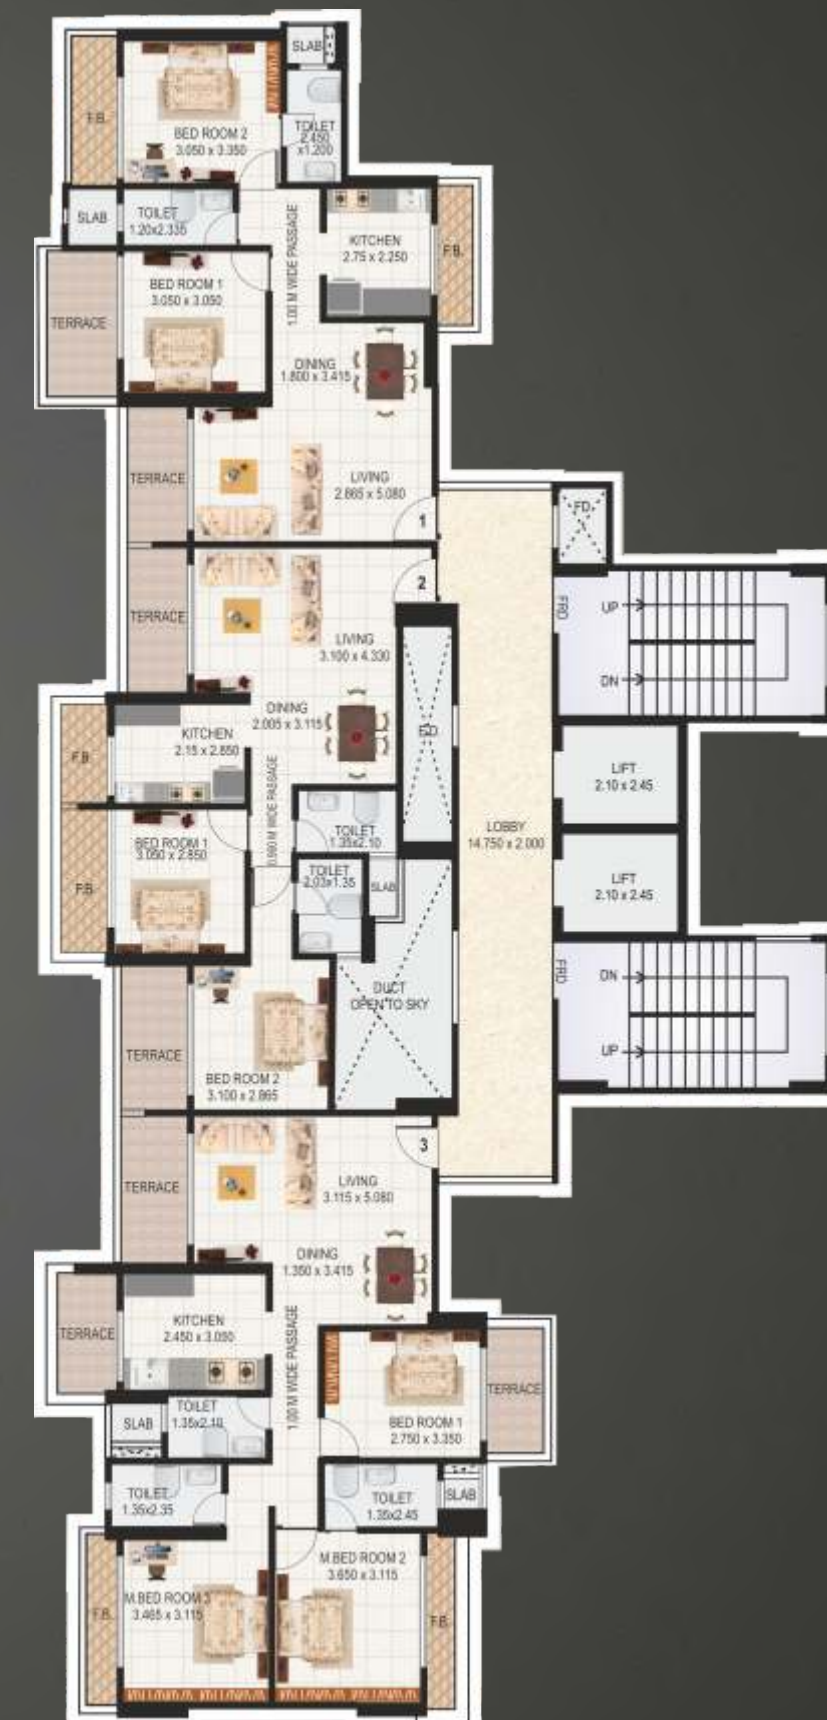 SLAB
F.B.
BED ROOM 2
3.050 x 3.350
TOILET
2.450
x1.200
SLAB
TOILET
1.20x2.335
KITCHEN
2.75 x 2.250
F.B.
1.00 M WIDE PASSAGE
BED ROOM 1
3.050 x 3.050
TERRACE
DINING
1.800 x 3.415
TERRACE
LIVING
2.865 x 5.080
1
FD
2
TERRACE
FRD
UP
DN
LIVING
3.100 x 4.330
DINING
2.005 x 3.115
F.B
KITCHEN
2.15 x 2.850
LIFT
2.10 x 2.45
LOBBY
14.750 x 2.000
TOILET
1.35x2.10
BED ROOM 1
3.050 x 2.850
F.B.
TOILET
2.03x1.35
SLAB
LIFT
2.10 x 2.45
FRD
DN
UP
DUCT
OPEN TO SKY
TERRACE
BED ROOM 2
3.100 x 2.865
3
TERRACE
LIVING
3.115 x 5.080
DINING
1.350 x 3.415
TERRACE
KITCHEN
2.450 x 3.050
1.00 M WIDE PASSAGE
TERRACE
BED ROOM 1
2.750 x 3.350
SLAB
TOILET
1.35x2.10
TOILET
1.35x2.35
TOILET
1.35x2.45
SLAB
M.BED ROOM 2
3.650 x 3.115
M.BED ROOM 3
3.465 x 3.115
F.B.
F.B.